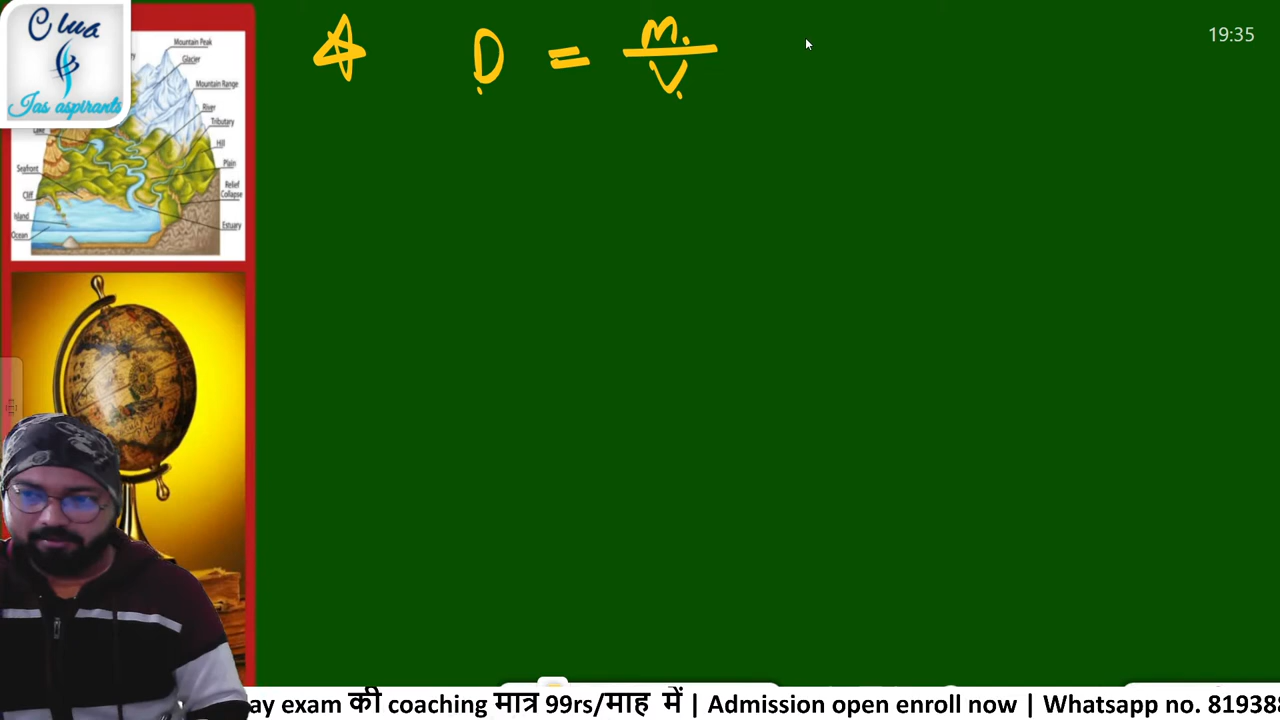 Clua
Ias aspirants
Mountain Peak
Glacier
Mountain Range
River
Tributary
Lake
Hill
Plain
Seafront
Relief
Collapse
Cliff
Island
Estuary
Ocean
D = M.
V
19:35
ay exam की coaching मात्र 99rs/माह में | Admission open enroll now | Whatsapp no. 81938